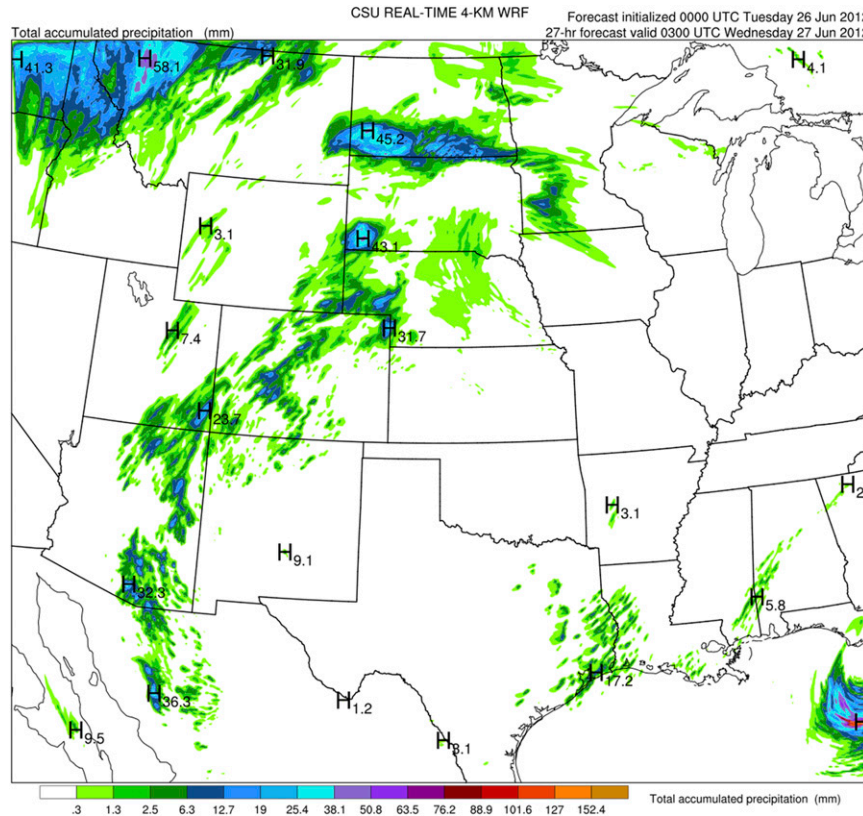 CSU REAL-TIME 4-KM WRF
Forecast initialized 0000 UTC Tuesday 26 Jun 2012
Total accumulated precipitation (mm)
27-hr forecast valid 0300 UTC Wednesday 27 Jun 2012
H41.3
H58.1
H31.9
H4.1
H45.2
H3.1
H43.1
H7.4
H31.7
H23.7
H2
H3.1
H9.1
H32.3
H5.8
H17.2
H36.3
H1.2
H
H9.5
H3.1
.3 1.3 2.5 6.3 12.7 19 25.4 38.1 50.8 63.5 76.2 88.9 101.6 127 152.4
Total accumulated precipitation (mm)